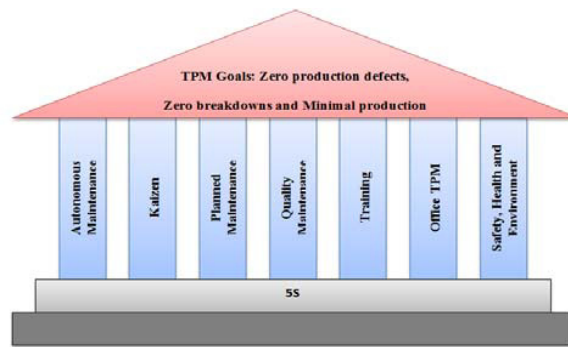 TPM Goals: Zero production defects,
Zero breakdowns and Minimal production
Autonomous
Maintenance
Kaizen
Planned
Maintenance
Quality
Maintenance
Training
Office TPM
Safety, Health and
Environment
5S